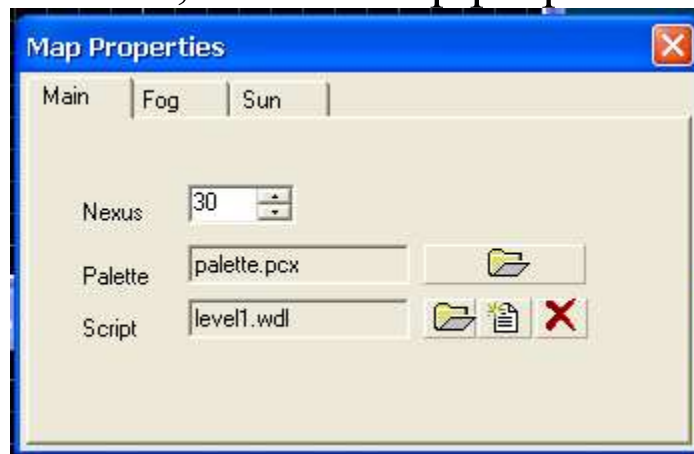 Map Properties
Main Fog Sun
Nexus 30
Palette palette.pcx
Script level1.wdl